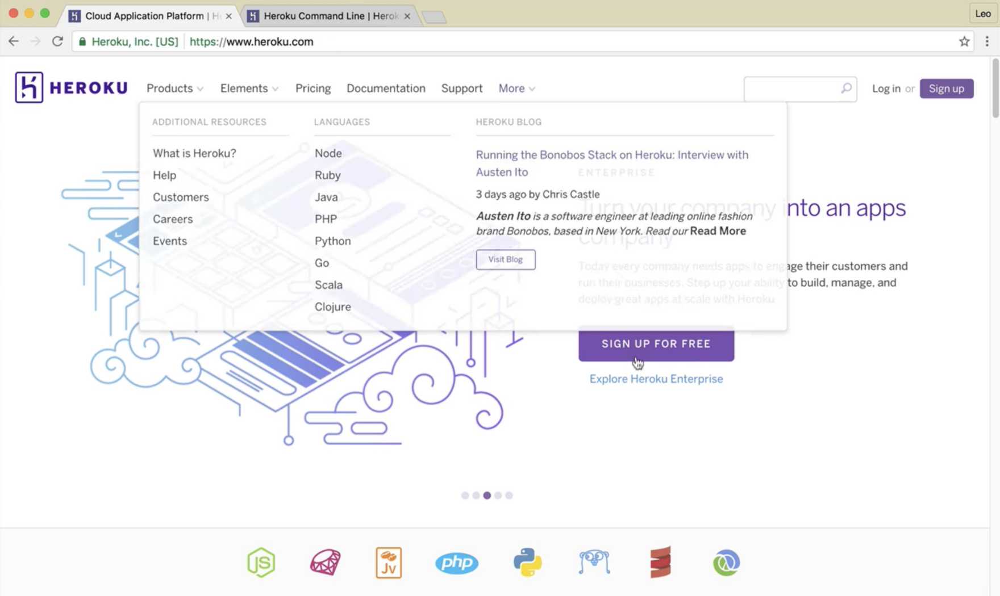 Cloud Application Platform | He
Heroku Command Line | Herok
Leo
Heroku, Inc. [US]
https://www.heroku.com
HEROKU
Products
Elements
Pricing
Documentation
Support
More
Log in or
Sign up
ADDITIONAL RESOURCES
What is Heroku?
Help
Customers
Careers
Events
LANGUAGES
Node
Ruby
Java
PHP
Python
Go
Scala
Clojure
HEROKU BLOG
Running the Bonobos Stack on Heroku: Interview with
Austen Ito
3 days ago by Chris Castle
Austen Ito is a software engineer at leading online fashion
brand Bonobos, based in New York. Read our Read More
Visit Blog
ENTERPRISE
Turn your company into an apps
company
Today every company needs apps to engage their customers and
run their businesses. Step up your ability to build, manage, and
deploy great apps at scale with Heroku
SIGN UP FOR FREE
Explore Heroku Enterprise
JS
Jv
php